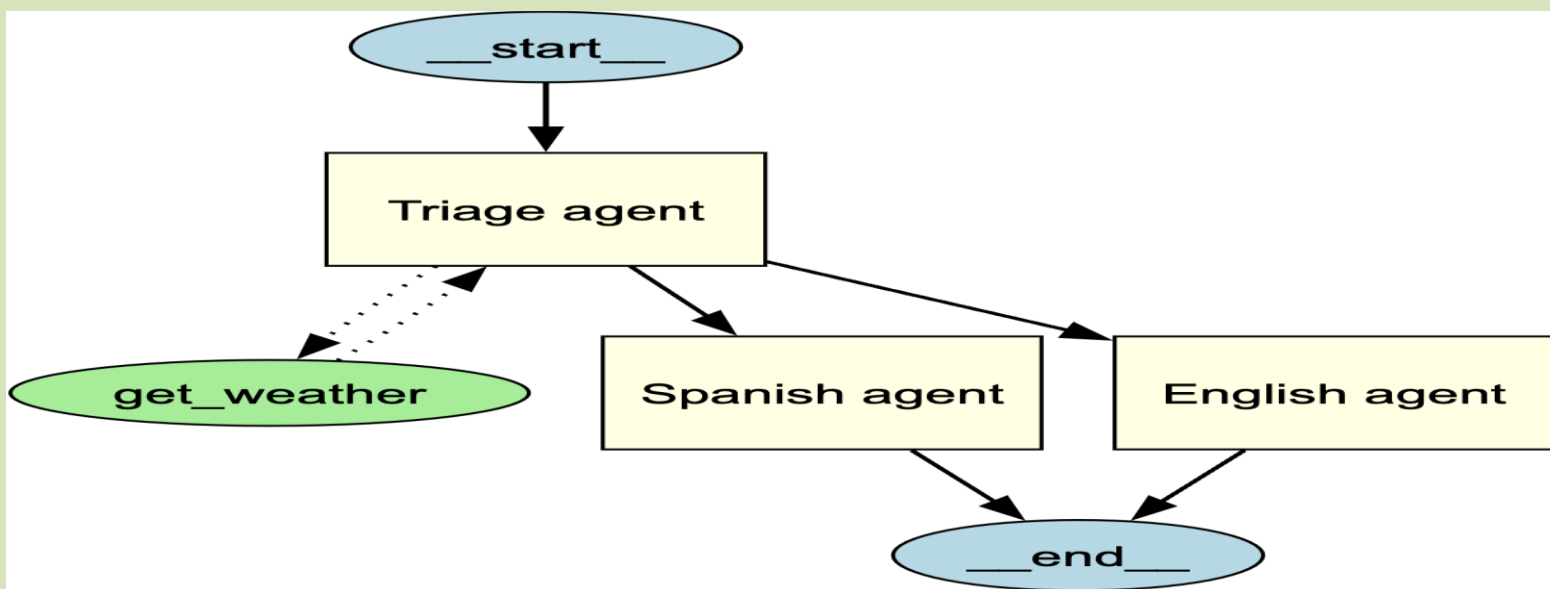 __start__
Triage agent
get_weather
Spanish agent
English agent
__end__